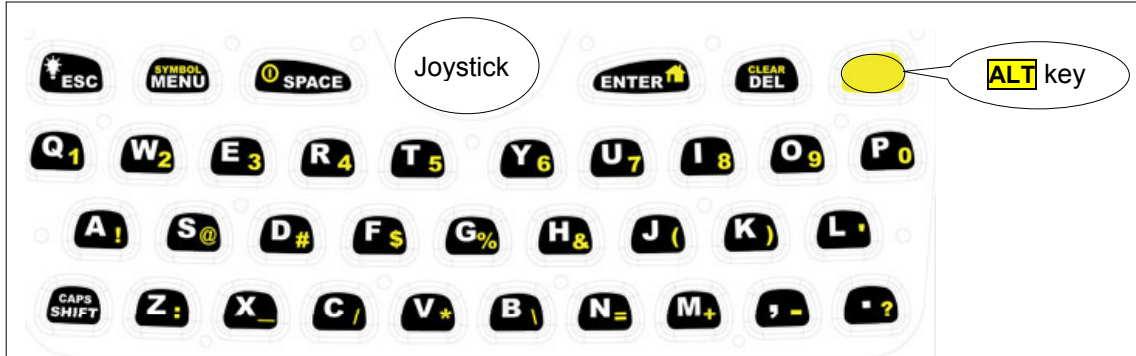 ESC SYMBOL MENU SPACE Joystick ENTER CLEAR DEL ALT key
Q 1 W 2 E 3 R 4 T 5 Y 6 U 7 I 8 O 9 P 0
A ! S @ D # F $ G % H & J ( K ) L '
CAPS SHIFT Z : X _ C / V * B \ N = M + , - . ?